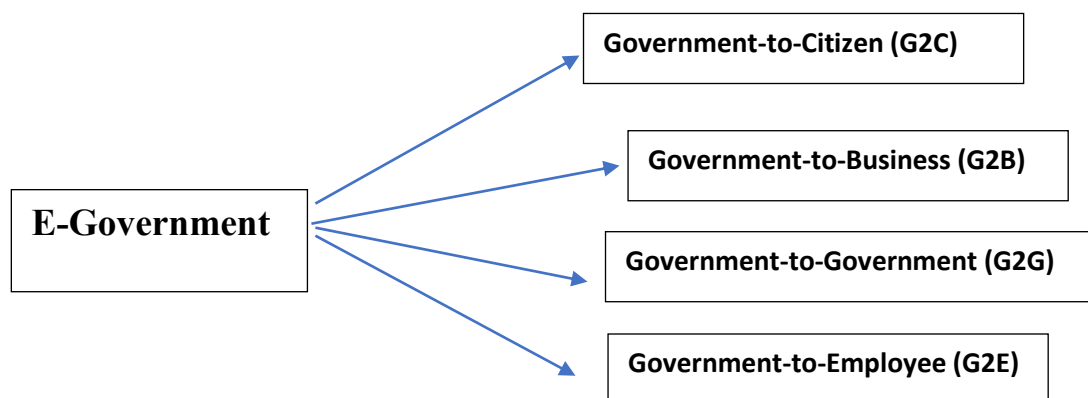 Government-to-Citizen (G2C)
Government-to-Business (G2B)
E-Government
Government-to-Government (G2G)
Government-to-Employee (G2E)